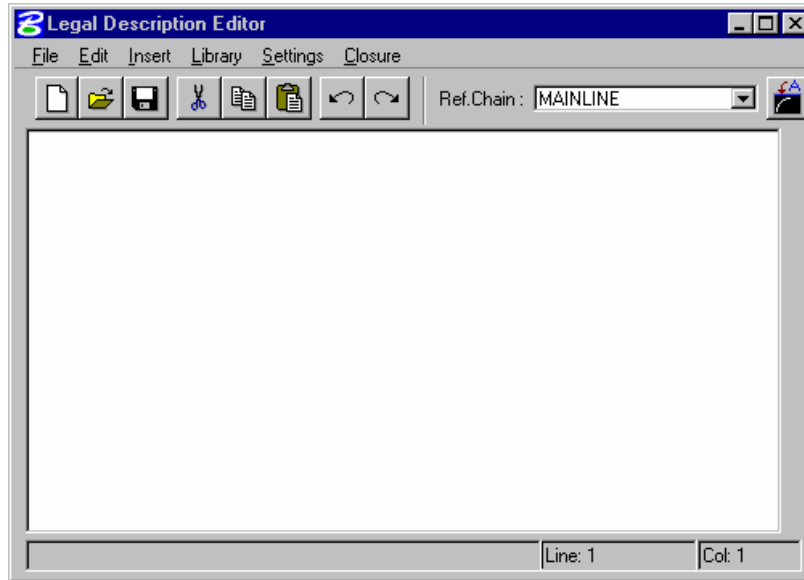 Legal Description Editor
File Edit Insert Library Settings Closure
Ref.Chain : MAINLINE
Line: 1 Col: 1